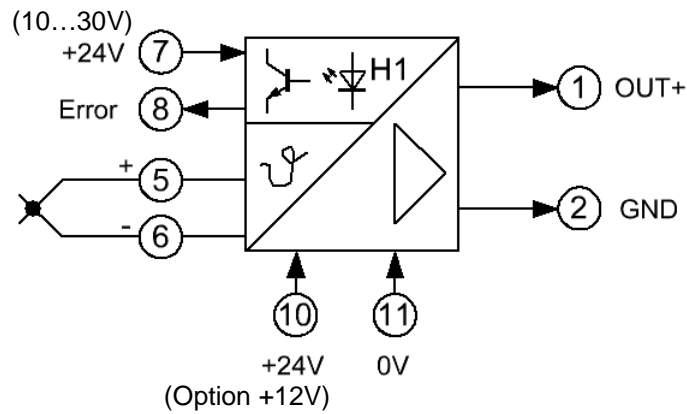 (10…30V)
+24V 7
Error 8
H1
1 OUT+
+ 5
- 6
2 GND
10 11
+24V 0V
(Option +12V)